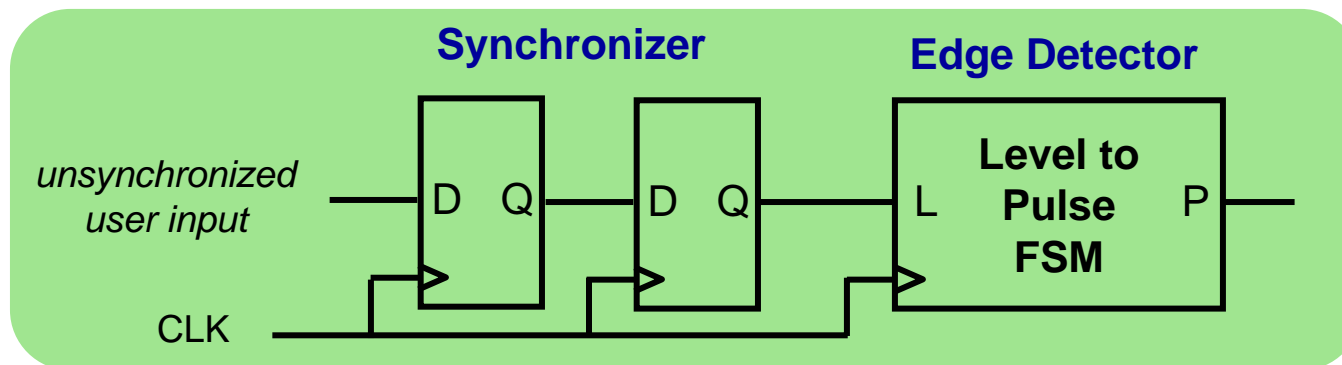 Synchronizer
Edge Detector
unsynchronized
user input
D Q
D Q
L
Level to
Pulse
FSM
P
CLK